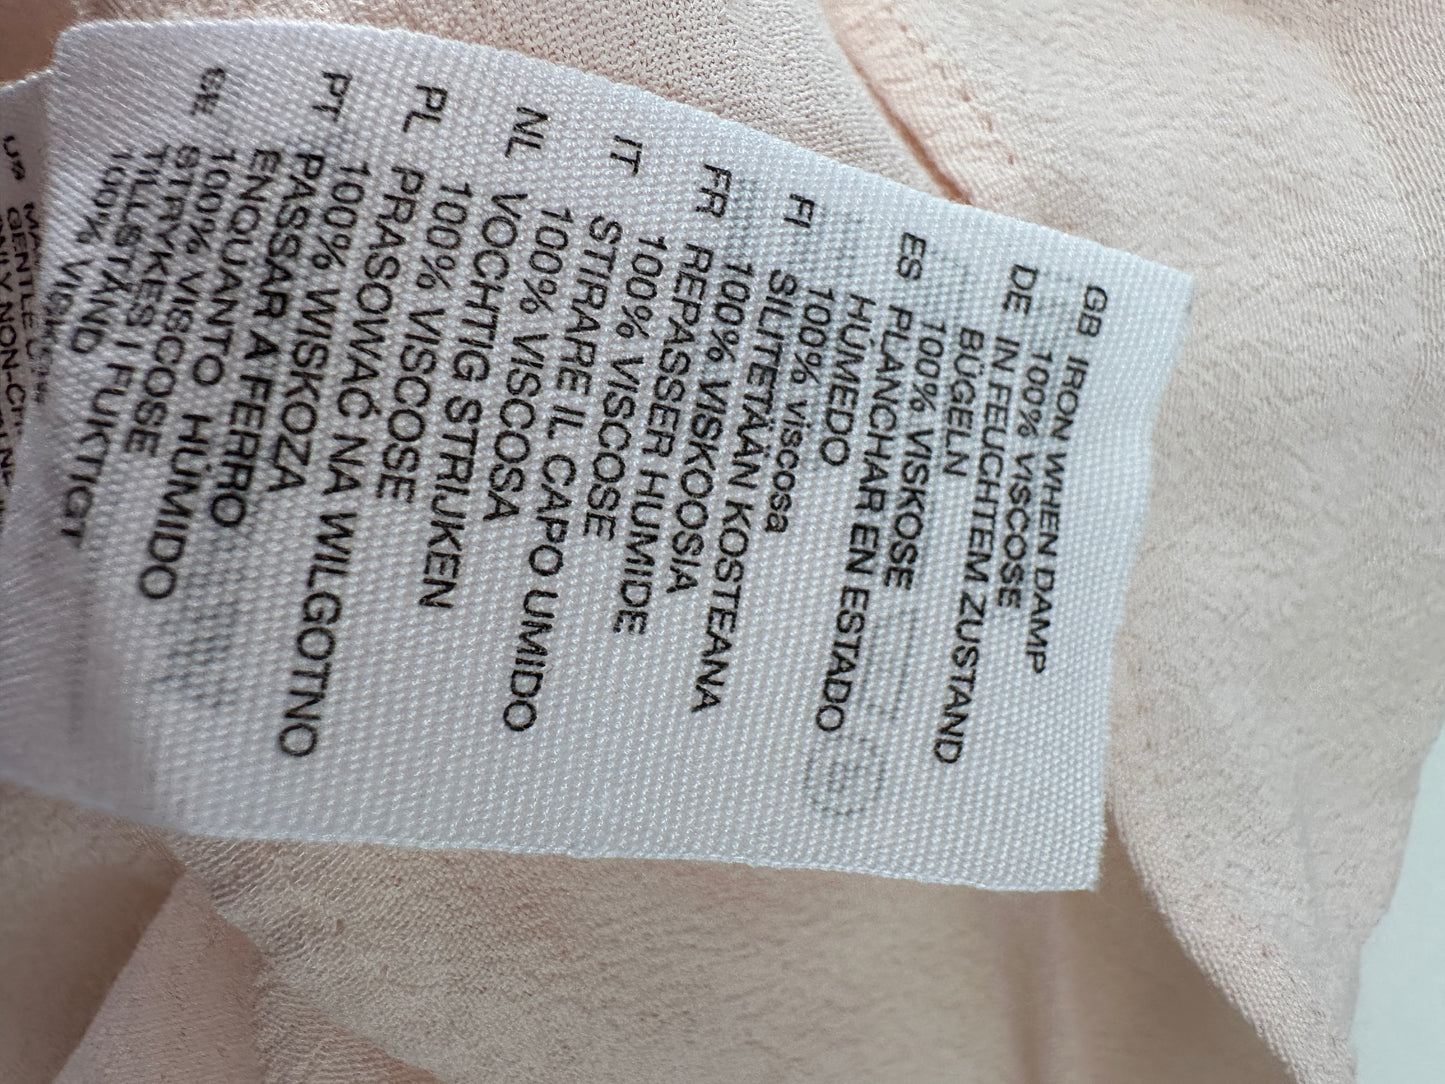 GB IRON WHEN DAMP
100% VISCOSE
DE IN FEUCHTEM ZUSTAND
BÜGELN
100% VISKOSE
ES PLANCHAR EN ESTADO
HÚMEDO
100% viscosa
FI SILITETÄÄN KOSTEANA
100% VISKOOSIA
FR REPASSER HUMIDE
100% VISCOSE
IT STIRARE IL CAPO UMIDO
100% VISCOSA
NL VOCHTIG STRIJKEN
100% VISCOSE
PL PRASOWAĆ NA WILGOTNO
100% WISKOZA
PT PASSAR A FERRO
ENQUANTO HÚMIDO
100% VISCOSE
SE STRYKES I FUKTIGT
TILLSTÅND
100%
US
GENTLE